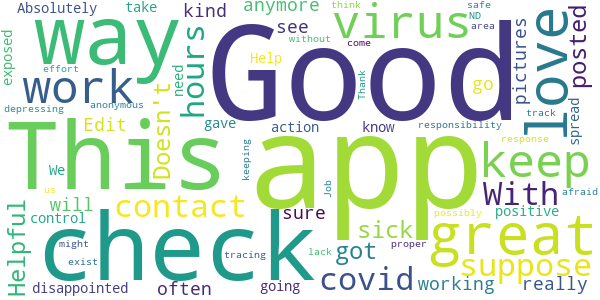 Absolutely
take
kind
anymore
think
safe
ND
area
way
hours
see
Good
virus
without
come
love
posted
exposed
effort
work
need
Help
go
pictures
depressing
anonymous
Thank
track
spread
Edit
Doesn't
gave
action
know
responsibility
This
app
keep
response
We
us
will
contact
keeping
Job
With
afraid
Helpful
control
check
sure
sick
positive
possibly
great
might
exist
tracing
lack
got
proper
suppose
disappointed
often
going
covid
working
really